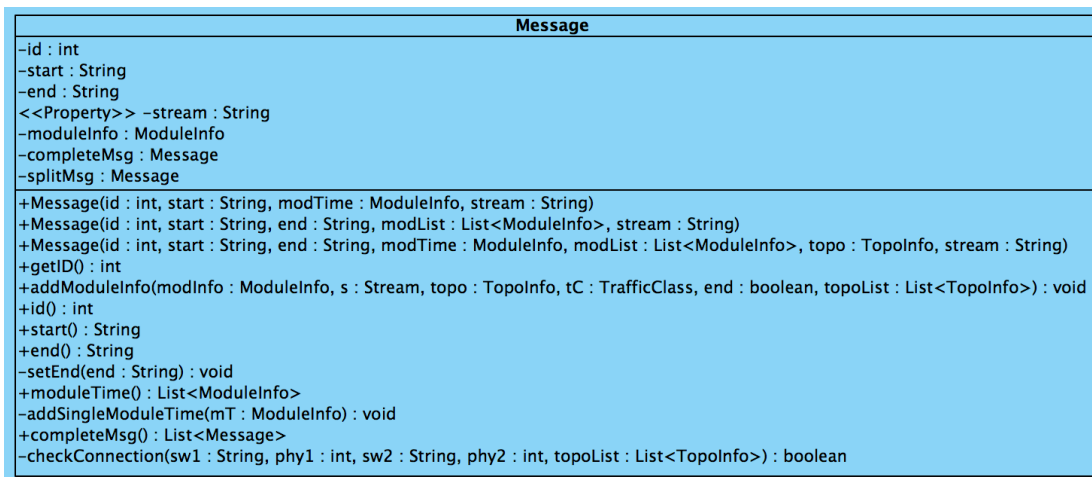 Message
-id : int
-start : String
-end : String
<<Property>> -stream : String
-moduleInfo : ModuleInfo
-completeMsg : Message
-splitMsg : Message
+Message(id : int, start : String, modTime : ModuleInfo, stream : String)
+Message(id : int, start : String, end : String, modList : List<ModuleInfo>, stream : String)
+Message(id : int, start : String, end : String, modTime : ModuleInfo, modList : List<ModuleInfo>, topo : TopoInfo, stream : String)
+getID() : int
+addModuleInfo(modInfo : ModuleInfo, s : Stream, topo : TopoInfo, tC : TrafficClass, end : boolean, topoList : List<TopoInfo>) : void
+id() : int
+start() : String
+end() : String
-setEnd(end : String) : void
+moduleTime() : List<ModuleInfo>
-addSingleModuleTime(mT : ModuleInfo) : void
+completeMsg() : List<Message>
-checkConnection(sw1 : String, phy1 : int, sw2 : String, phy2 : int, topoList : List<TopoInfo>) : boolean